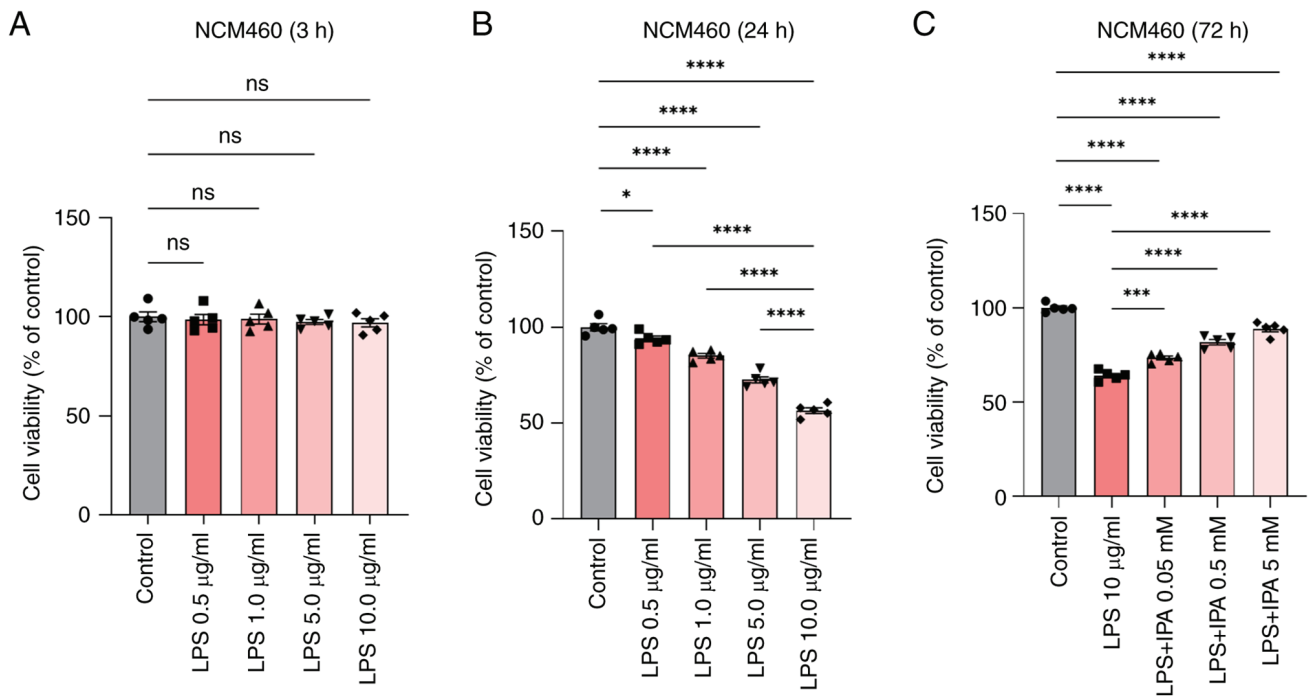 A
NCM460 (3 h)
ns
ns
ns
ns
Cell viability (% of control)
150
100
50
0
Control
LPS 0.5 μg/ml
LPS 1.0 μg/ml
LPS 5.0 μg/ml
LPS 10.0 μg/ml
B
NCM460 (24 h)
****
****
****
*
****
****
****
Cell viability (% of control)
150
100
50
0
Control
LPS 0.5 μg/ml
LPS 1.0 μg/ml
LPS 5.0 μg/ml
LPS 10.0 μg/ml
C
NCM460 (72 h)
****
****
****
****
****
****
***
Cell viability (% of control)
150
100
50
0
Control
LPS 10 μg/ml
LPS+IPA 0.05 mM
LPS+IPA 0.5 mM
LPS+IPA 5 mM